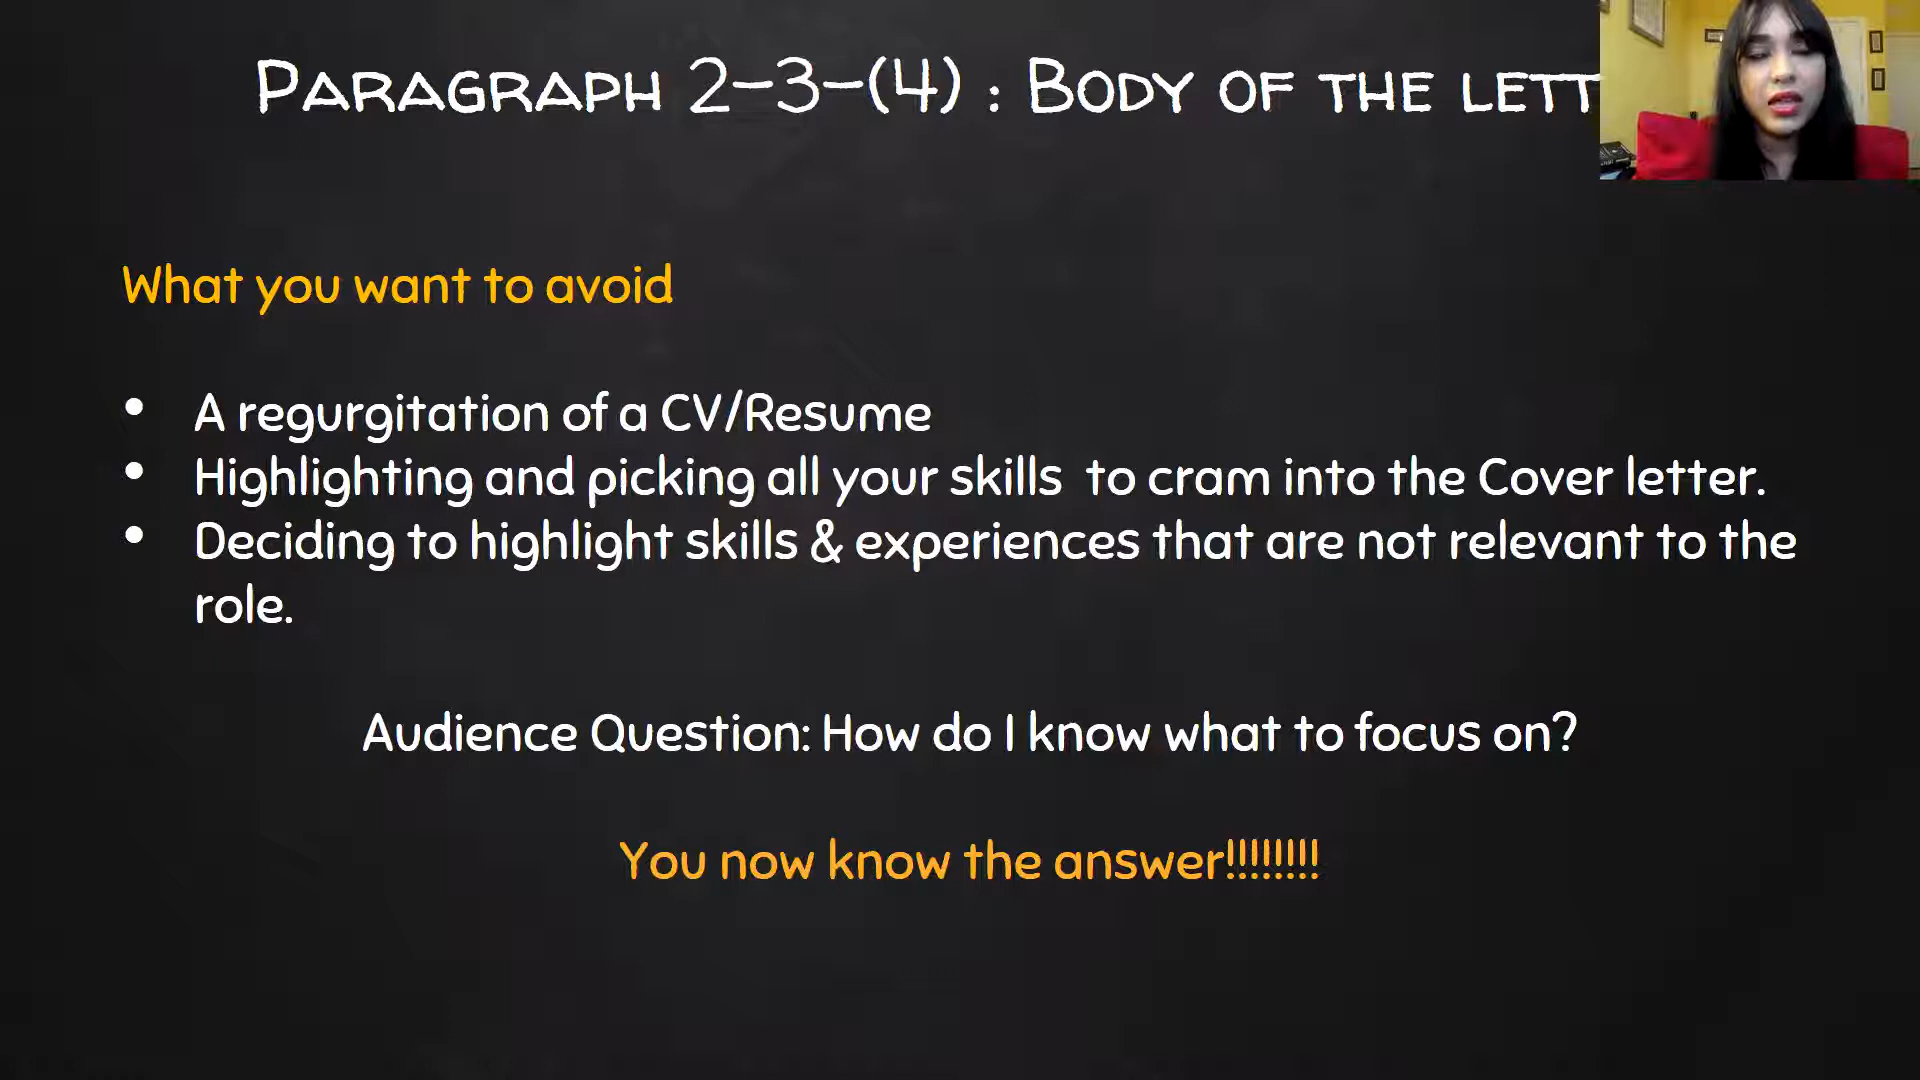 Paragraph 2-3-(4) : Body of the lett
What you want to avoid
• A regurgitation of a CV/Resume
• Highlighting and picking all your skills  to cram into the Cover letter.
• Deciding to highlight skills & experiences that are not relevant to the
role.
Audience Question: How do I know what to focus on?
You now know the answer!!!!!!!!